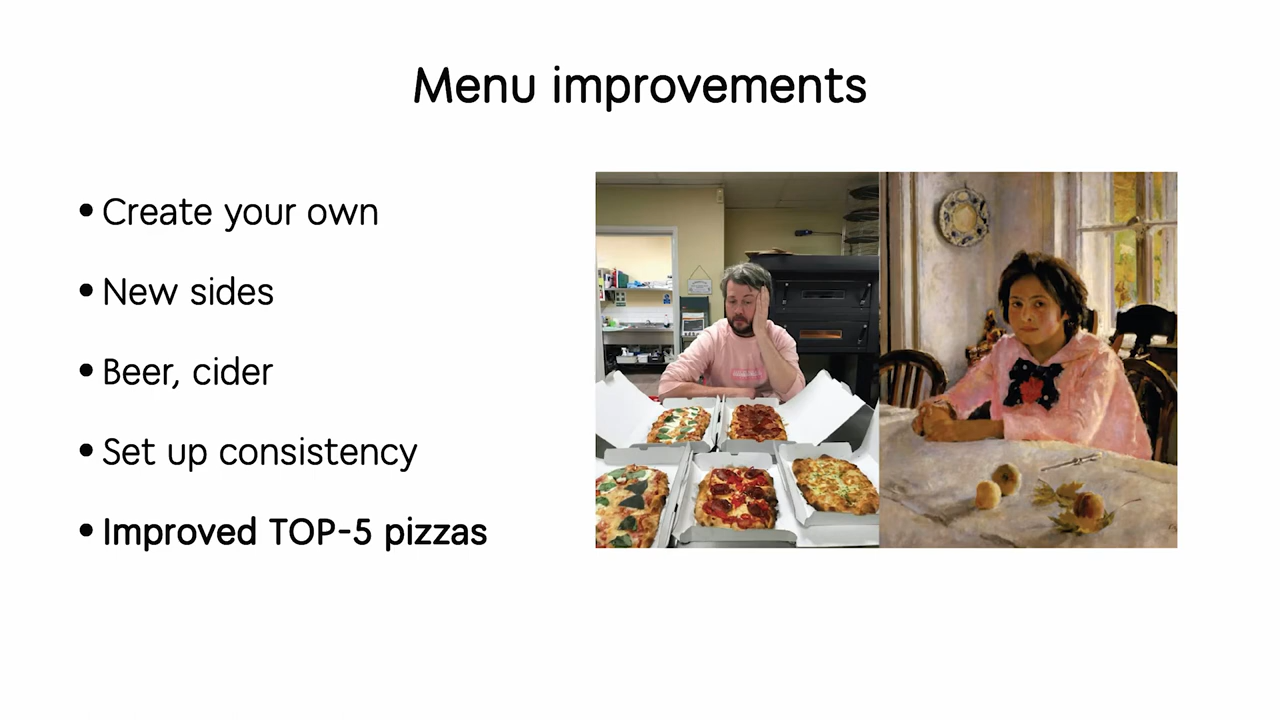 Menu improvements
• Create your own
• New sides
• Beer, cider
• Set up consistency
• Improved TOP-5 pizzas